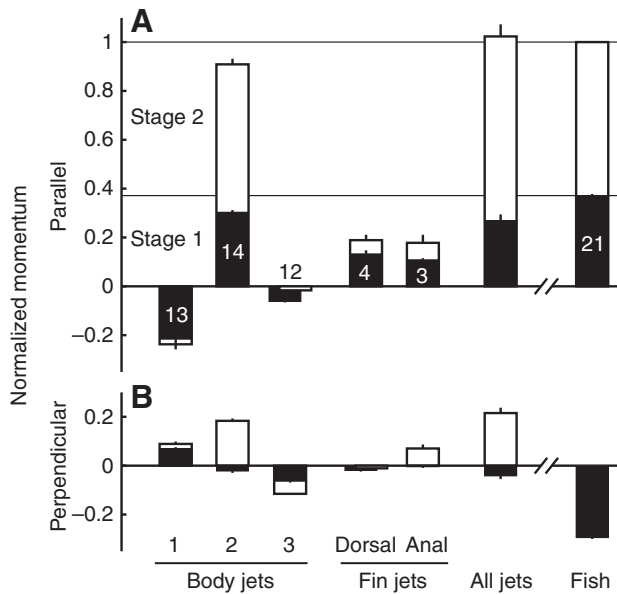 A
Normalized momentum
Parallel
1
0.8
0.6
0.4
0.2
0
−0.2
Stage 2
Stage 1
13
14
12
4
3
21
B
Perpendicular
0.2
0
−0.2
1 2 3 Dorsal Anal
Body jets Fin jets All jets Fish